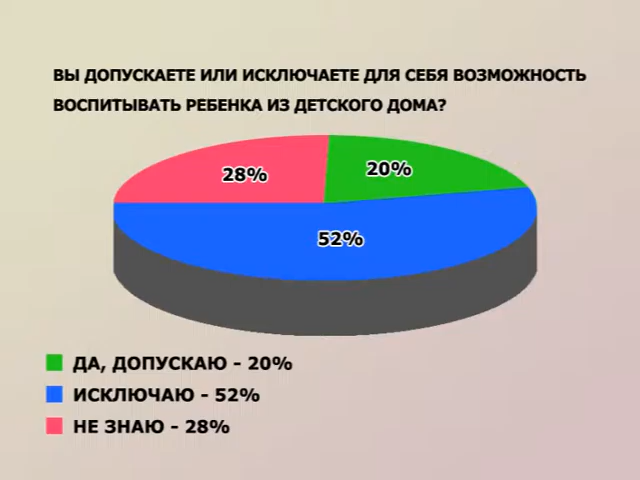 ВЫ ДОПУСКАЕТЕ ИЛИ ИСКЛЮЧАЕТЕ ДЛЯ СЕБЯ ВОЗМОЖНОСТЬ
ВОСПИТЫВАТЬ РЕБЕНКА ИЗ ДЕТСКОГО ДОМА?
28%
20%
52%
ДА, ДОПУСКАЮ - 20%
ИСКЛЮЧАЮ - 52%
НЕ ЗНАЮ - 28%